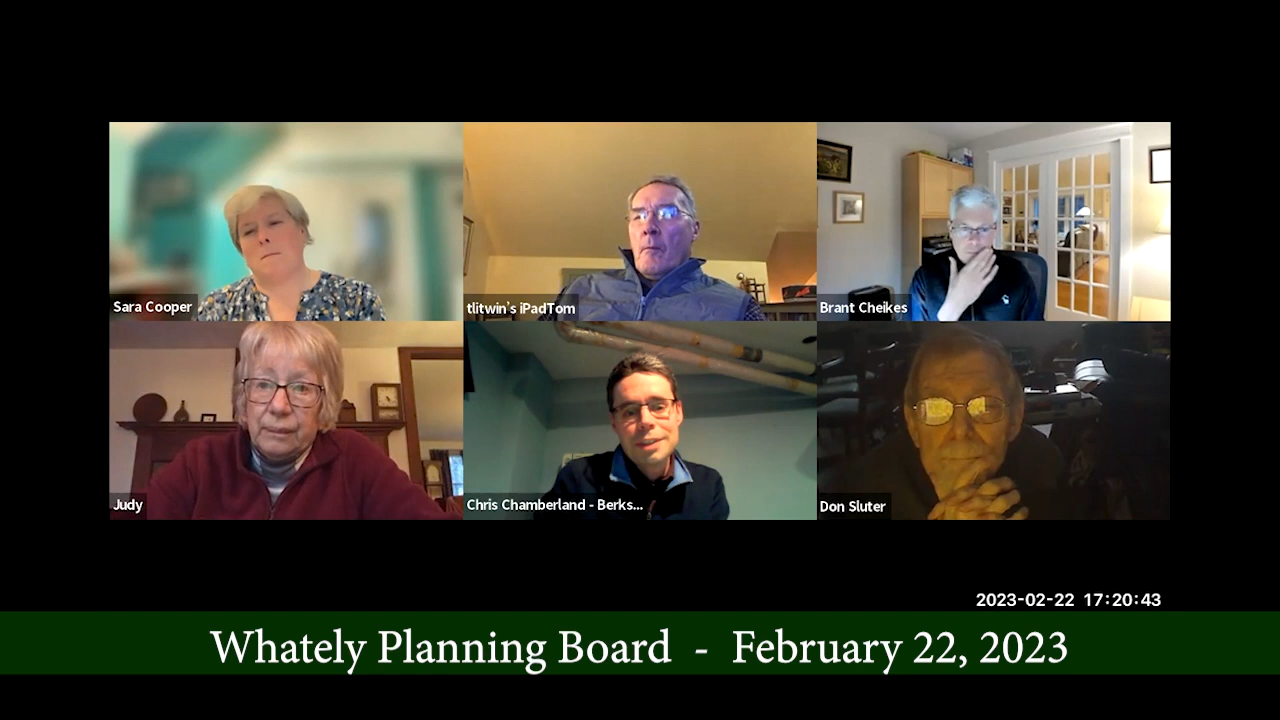 Sara Cooper
tlitwin's iPadTom
Brant Cheikes
Judy
Chris Chamberland - Berks...
Don Sluter
2023-02-22 17:20:43
Whately Planning Board - February 22, 2023